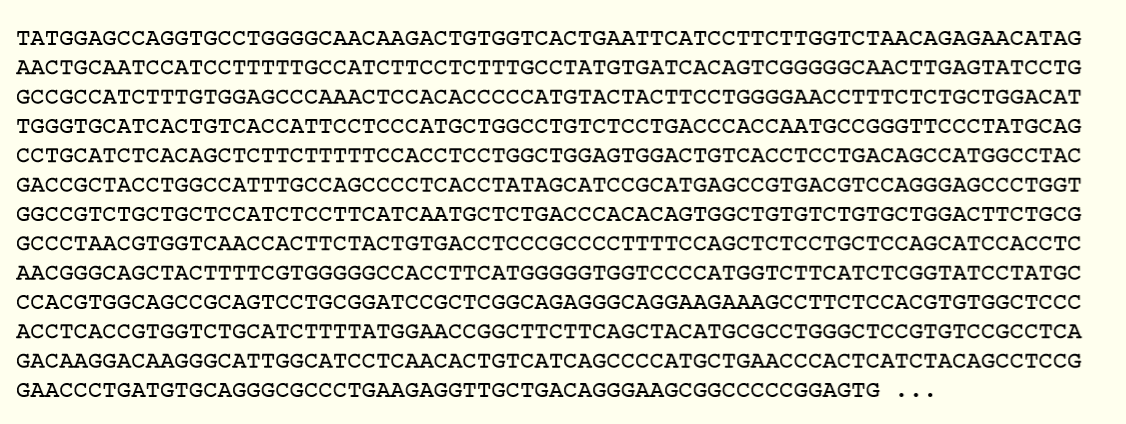 TATGGAGCCAGGTGCCTGGGGCAACAAGACTGTGGTCACTGAATTCATCCTTCTTGGTCTAACAGAGAACATAG
AACTGCAATCCATCCTTTTTGCCATCTTCCTCTTTGCCTATGTGATCACAGTCGGGGGCAACTTGAGTATCCTG
GCCGCCATCTTTGTGGAGCCCAAACTCCACACCCCCATGTACTACTTCCTGGGGAACCTTTCTCTGCTGGACAT
TGGGTGCATCACTGTCACCATTCCTCCCATGCTGGCCTGTCTCCTGACCCACCAATGCCGGGTTCCCTATGCAG
CCTGCATCTCACAGCTCTTCTTTTTCCACCTCCTGGCTGGAGTGGACTGTCACCTCCTGACAGCCATGGCCTAC
GACCGCTACCTGGCCATTTGCCAGCCCCTCACCTATAGCATCCGCATGAGCCGTGACGTCCAGGGAGCCCTGGT
GGCCGTCTGCTGCTCCATCTCCTTCATCAATGCTCTGACCCACACAGTGGCTGTGTCTGTGCTGGACTTCTGCG
GCCCTAACGTGGTCAACCACTTCTACTGTGACCTCCCGCCCCTTTTCCAGCTCTCCTGCTCCAGCATCCACCTC
AACGGGCAGCTACTTTTCGTGGGGGCCACCTTCATGGGGGTGGTCCCCATGGTCTTCATCTCGGTATCCTATGC
CCACGTGGCAGCCGCAGTCCTGCGGATCCGCTCGGCAGAGGGCAGGAAGAAAGCCTTCTCCACGTGTGGCTCCC
ACCTCACCGTGGTCTGCATCTTTTATGGAACCGGCTTCTTCAGCTACATGCGCCTGGGCTCCGTGTCCGCCTCA
GACAAGGACAAGGGCATTGGCATCCTCAACACTGTCATCAGCCCCATGCTGAACCCACTCATCTACAGCCTCCG
GAACCCTGATGTGCAGGGCGCCCTGAAGAGGTTGCTGACAGGGAAGCGGCCCCCGGAGTG ...